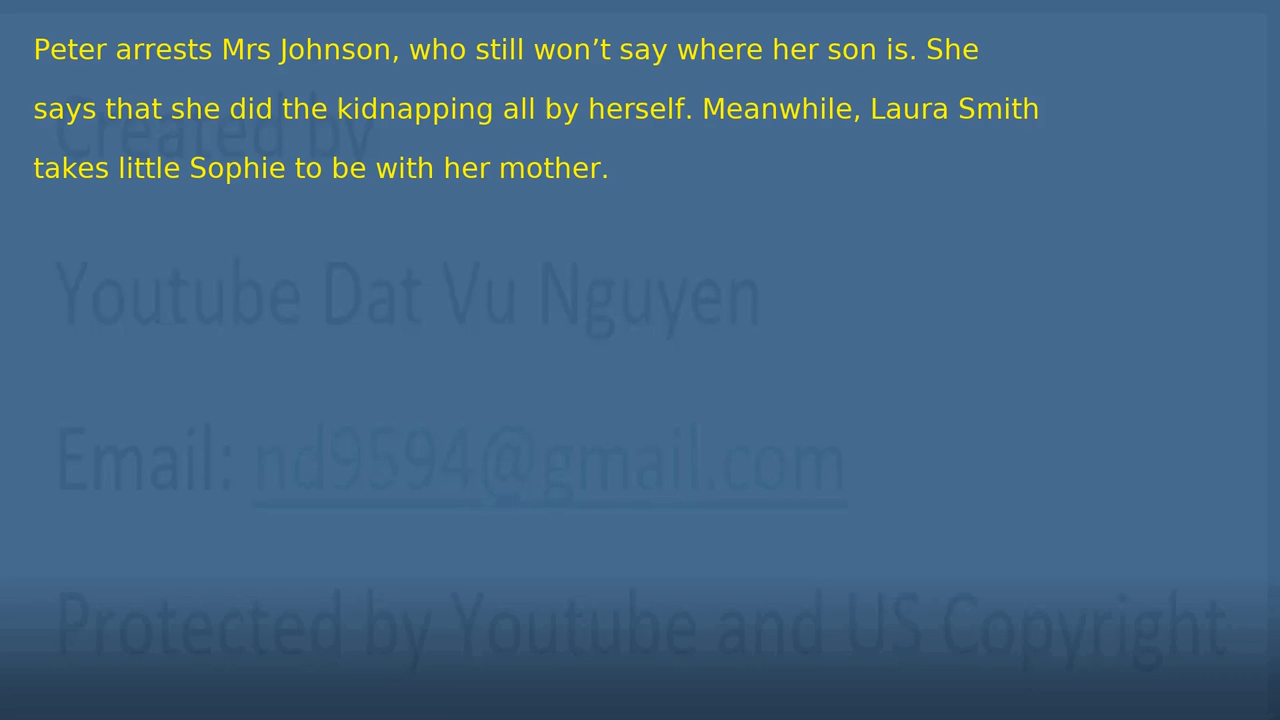 Peter arrests Mrs Johnson, who still won’t say where her son is. She
says that she did the kidnapping all by herself. Meanwhile, Laura Smith
Created by
takes little Sophie to be with her mother.
Youtube Dat Vu Nguyen
Email: nd9594@gmail.com
Protected by Youtube and US Copyright